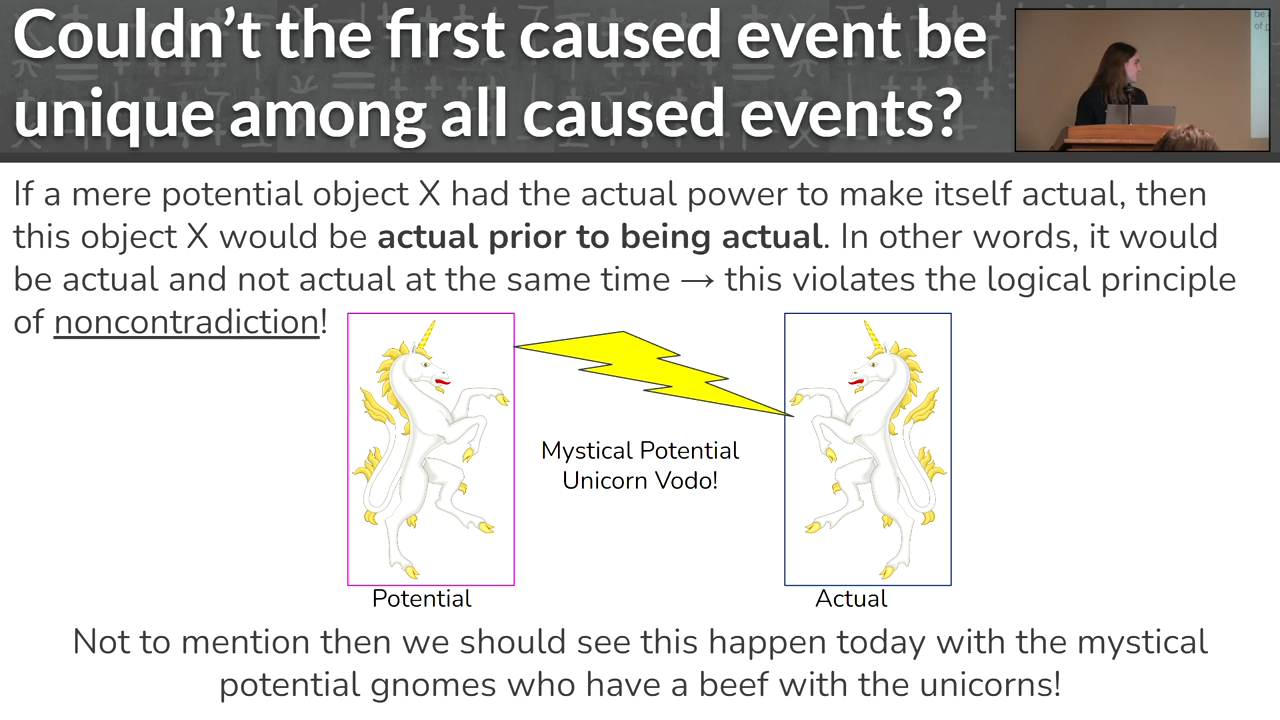 Couldn’t the first caused event be
unique among all caused events?
be
of
If a mere potential object X had the actual power to make itself actual, then
this object X would be actual prior to being actual. In other words, it would
be actual and not actual at the same time → this violates the logical principle
of noncontradiction!
Mystical Potential
Unicorn Vodo!
Potential
Actual
Not to mention then we should see this happen today with the mystical
potential gnomes who have a beef with the unicorns!